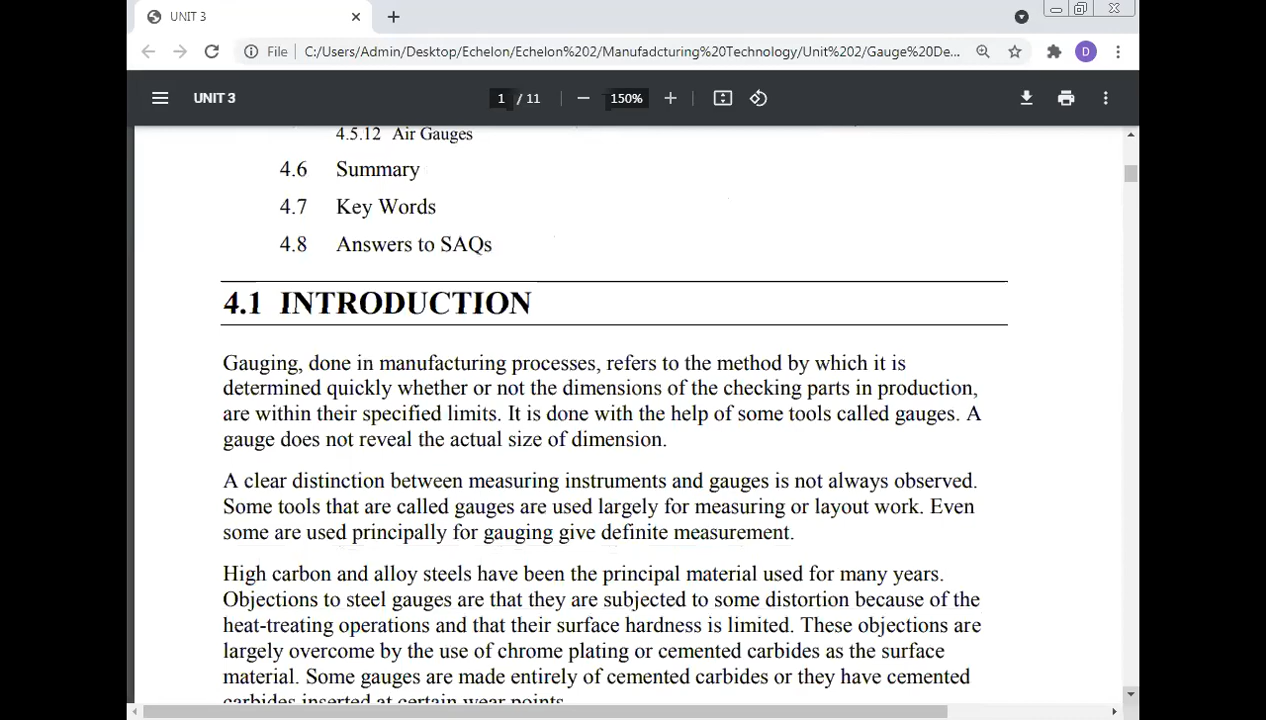 UNIT 3
File C:/Users/Admin/Desktop/Echelon/Echelon%202/Manufadcturing%20Technology/Unit%202/Gauge%20De...
D
UNIT 3
1 / 11
150%
4.5.12 Air Gauges
4.6 Summary
4.7 Key Words
4.8 Answers to SAQs
4.1 INTRODUCTION
Gauging, done in manufacturing processes, refers to the method by which it is
determined quickly whether or not the dimensions of the checking parts in production,
are within their specified limits. It is done with the help of some tools called gauges. A
gauge does not reveal the actual size of dimension.
A clear distinction between measuring instruments and gauges is not always observed.
Some tools that are called gauges are used largely for measuring or layout work. Even
some are used principally for gauging give definite measurement.
High carbon and alloy steels have been the principal material used for many years.
Objections to steel gauges are that they are subjected to some distortion because of the
heat-treating operations and that their surface hardness is limited. These objections are
largely overcome by the use of chrome plating or cemented carbides as the surface
material. Some gauges are made entirely of cemented carbides or they have cemented
carbides inserted at certain wear points.